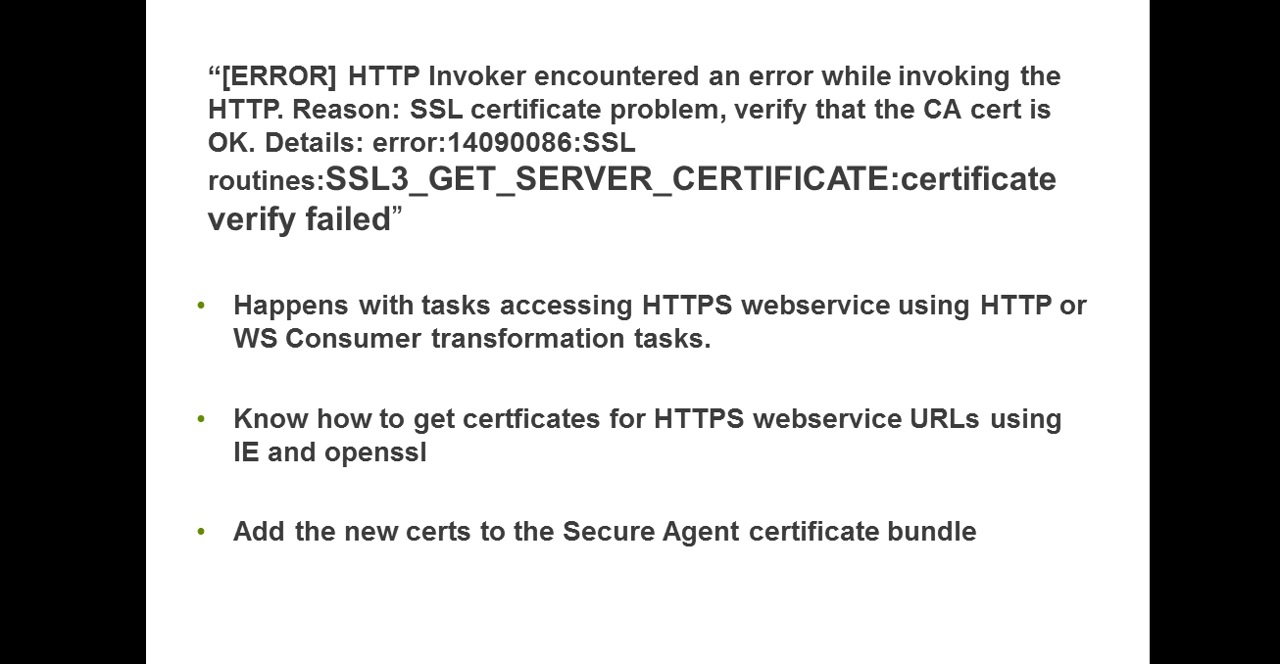 “[ERROR] HTTP Invoker encountered an error while invoking the
HTTP. Reason: SSL certificate problem, verify that the CA cert is
OK. Details: error:14090086:SSL
routines:SSL3_GET_SERVER_CERTIFICATE:certificate
verify failed”
• Happens with tasks accessing HTTPS webservice using HTTP or
WS Consumer transformation tasks.
• Know how to get certficates for HTTPS webservice URLs using
IE and openssl
• Add the new certs to the Secure Agent certificate bundle